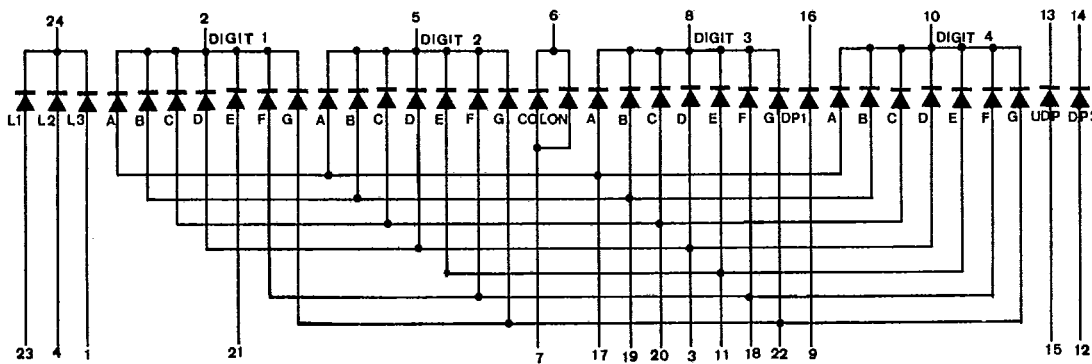 24 2 5 6 8 16 10 13 14
DIGIT 1 DIGIT 2 DIGIT 3 DIGIT 4
L1 L2 L3 A B C D E F G A B C D E F G COLON A B C D E F G DP1 A B C D E F G UDP
23 4 1 21 7 17 19 20 3 11 18 22 9 15 12